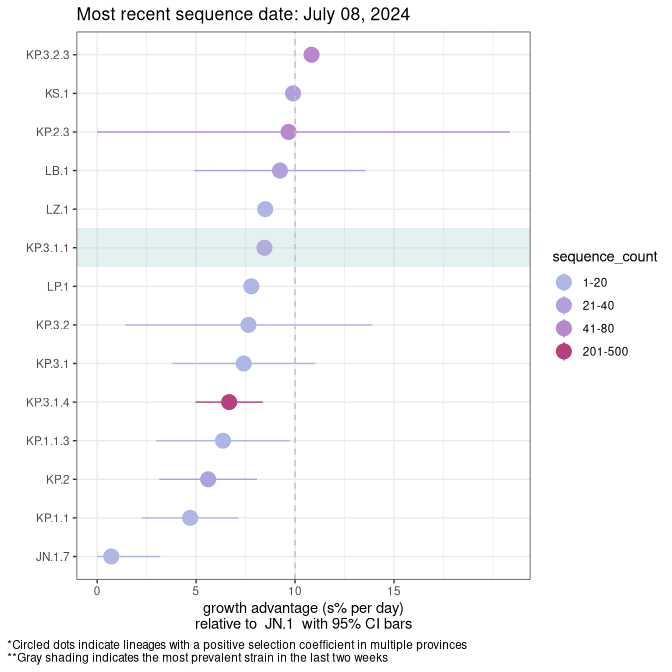 Most recent sequence date: July 08, 2024
KP.3.2.3
KS.1
KP.2.3
LB.1
LZ.1
KP.3.1.1
LP.1
KP.3.2
KP.3.1
KP.3.1.4
KP.1.1.3
KP.2
KP.1.1
JN.1.7
0 5 10 15
growth advantage (s% per day)
relative to JN.1 with 95% CI bars
sequence_count
1-20
21-40
41-80
201-500
*Circled dots indicate lineages with a positive selection coefficient in multiple provinces
**Gray shading indicates the most prevalent strain in the last two weeks